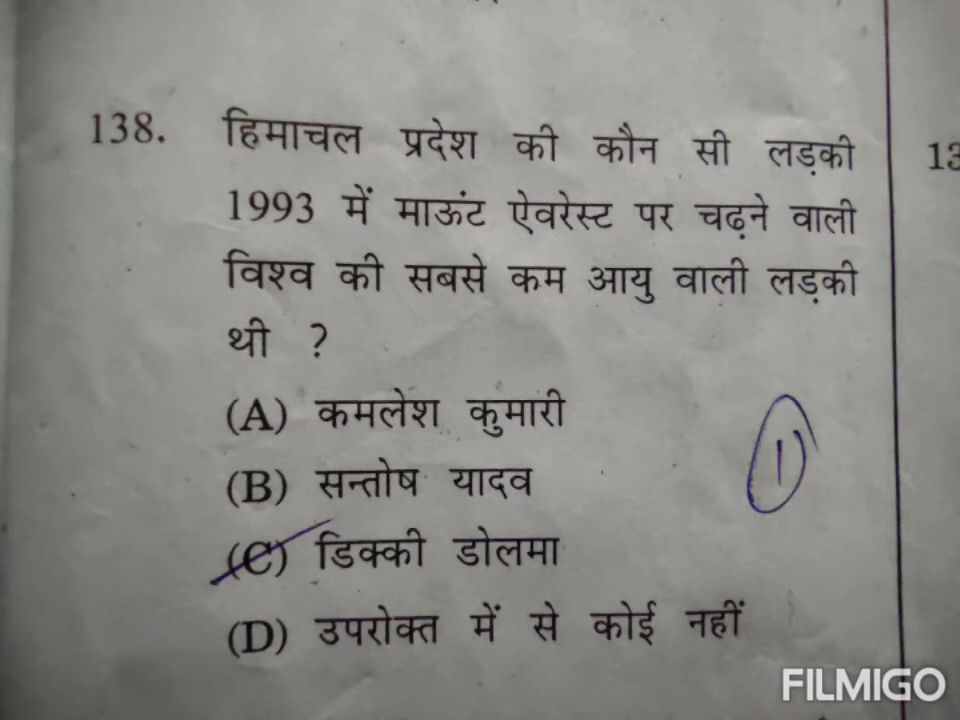 138. हिमाचल प्रदेश की कौन सी लड़की
1993 में माऊंट ऐवरेस्ट पर चढ़ने वाली
विश्व की सबसे कम आयु वाली लड़की
थी ?
(A) कमलेश कुमारी
(B) सन्तोष यादव
(C) डिक्की डोलमा
(D) उपरोक्त में से कोई नहीं
1
13
FILMIGO